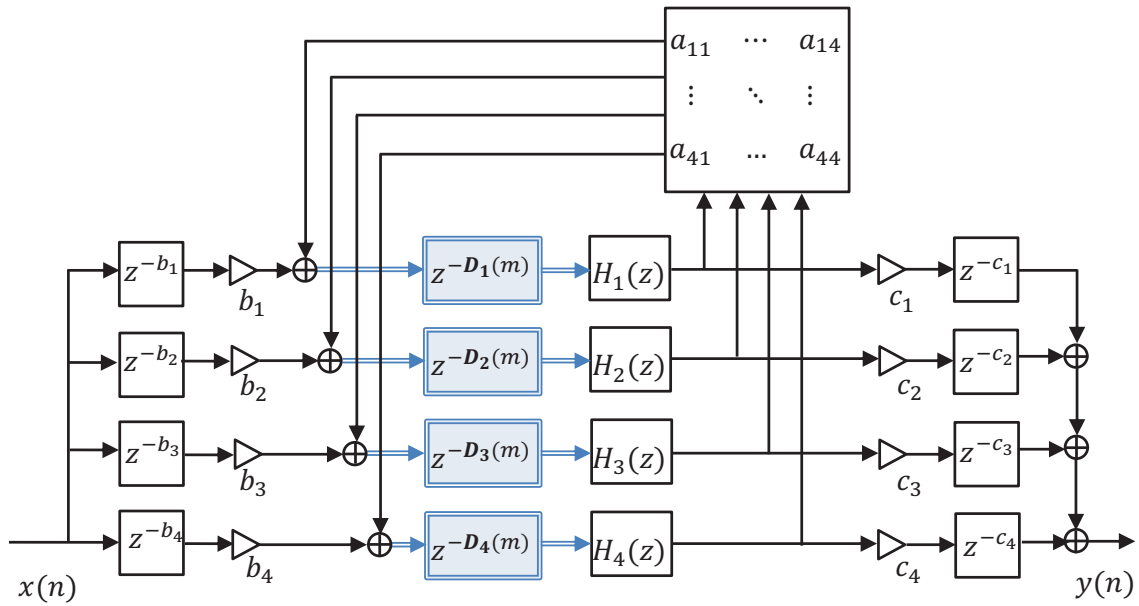 a₁₁ ⋯ a₁₄
⋮ ⋱ ⋮
a₄₁ … a₄₄
z^{-b₁} b₁ z^{-D₁(m)} H₁(z) c₁ z^{-c₁}
z^{-b₂} b₂ z^{-D₂(m)} H₂(z) c₂ z^{-c₂}
z^{-b₃} b₃ z^{-D₃(m)} H₃(z) c₃ z^{-c₃}
z^{-b₄} b₄ z^{-D₄(m)} H₄(z) c₄ z^{-c₄}
x(n) y(n)